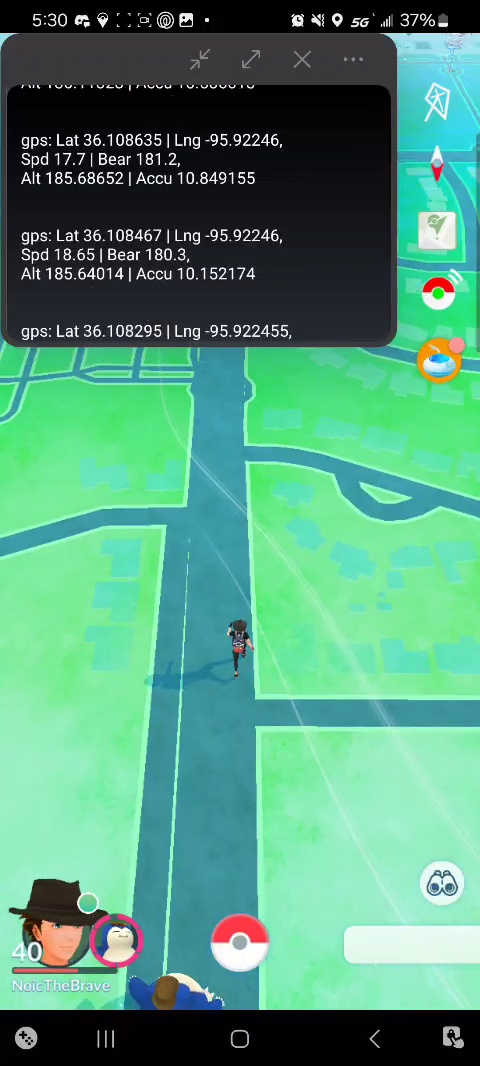 5:30
5G
37%
gps: Lat 36.108635 | Lng -95.92246,
Spd 17.7 | Bear 181.2,
Alt 185.68652 | Accu 10.849155
gps: Lat 36.108467 | Lng -95.92246,
Spd 18.65 | Bear 180.3,
Alt 185.64014 | Accu 10.152174
gps: Lat 36.108295 | Lng -95.922455,
40
NoicTheBrave